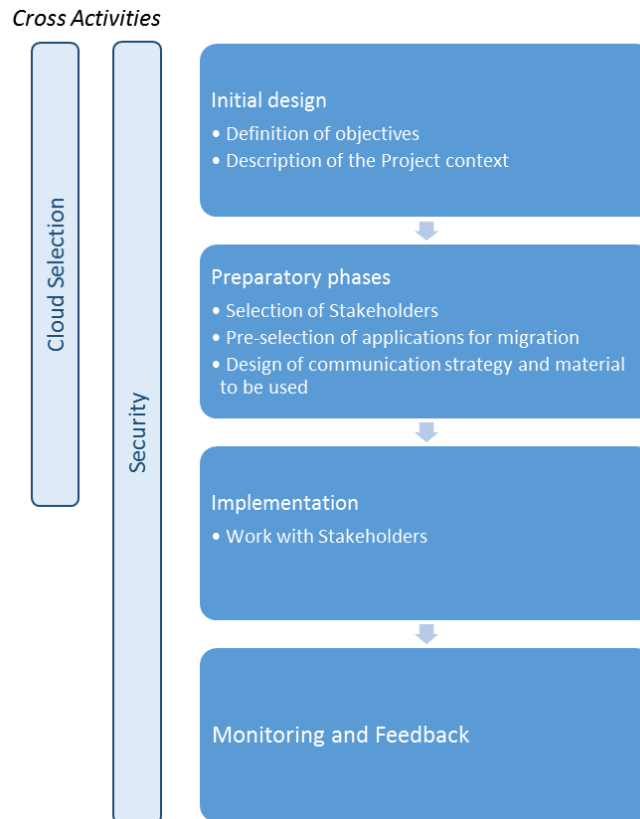 Cross Activities
Cloud Selection
Security
Initial design
• Definition of objectives
• Description of the Project context
Preparatory phases
• Selection of Stakeholders
• Pre-selection of applications for migration
• Design of communication strategy and material
to be used
Implementation
• Work with Stakeholders
Monitoring and Feedback